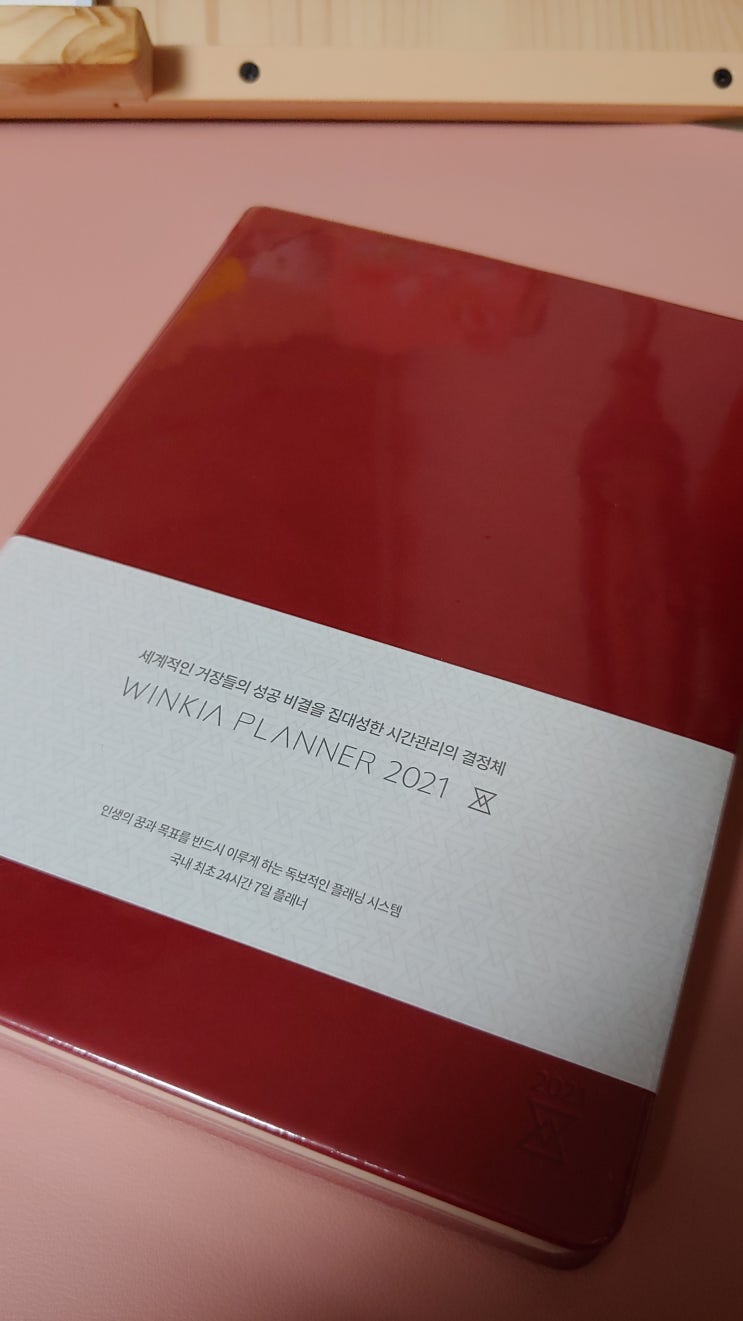 세계적인 거장들의 성공 비결을 집대성한 시간관리의 결정체
WINKIA PLANNER 2021
인생의 꿈과 목표를 반드시 이루게 하는 독보적인 플래닝 시스템
국내 최초 24시간 7일 플래너
2021